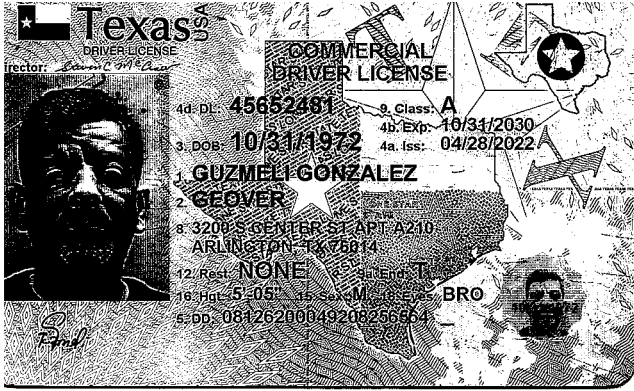 Texas USA
DRIVER LICENSE
irector:
COMMERCIAL
DRIVER LICENSE
4d. DL: 45652481 9. Class: A
4b. Exp: 10/31/2030
3. DOB: 10/31/1972 4a. Iss: 04/28/2022
1. GUZMELI GONZALEZ
2. GEOVER
8. 3200 S CENTER ST APT A210
ARLINGTON, TX 76014
12. Rest: NONE 9a. End: T
16. Hgt: 5'-05" 15. Sex: M 18. Eyes: BRO
5. DD: